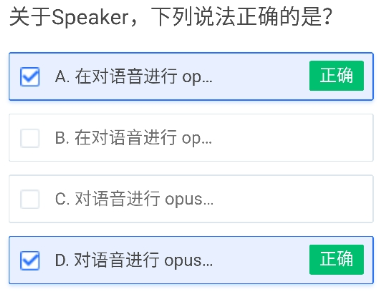 关于Speaker，下列说法正确的是？
A. 在对语音进行 op... 正确
B. 在对语音进行 op...
C. 对语音进行 opus...
D. 对语音进行 opus... 正确